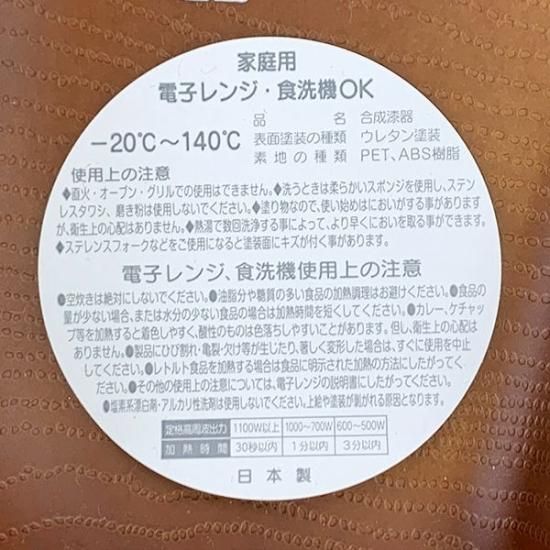 家庭用
電子レンジ・食洗機OK
−20℃〜140℃
品名 合成漆器
表面塗装の種類 ウレタン塗装
素地の種類 PET、ABS樹脂
使用上の注意
◆直火・オーブン・グリルでの使用はできません。◆洗うときは柔らかいスポンジを使用し、ステン
レスタワシ、磨き粉は使用しないでください。◆塗り物なので、使い始めはにおいがする事があります
が、衛生上の心配はありません。◆熱湯で数回洗浄する事によって、より早くにおいを取る事ができます。
◆ステレンスフォークなどをご使用になると塗装面にキズが付く事があります。
電子レンジ、食洗機使用上の注意
●空炊きは絶対にしないでください。●油脂分や糖質の多い食品の加熱調理はお避けください。●食品の
量が少ない場合、または水分の少ない食品の場合は加熱時間を短くしてください。●カレー、ケチャッ
プ等を加熱すると着色しやすく、酸性のものは色落ちしやすいことがあります。但し、衛生上の心配は
ありません。●製品にひび割れ・亀裂・欠け等が生じたり、著しく変形した場合は、すぐに使用を中止
してください。●レトルト食品を加熱する場合は食品に明示された加熱の方法にしたがってく
ださい。●その他の使用上の注意については、電子レンジの説明書にしたがってください。
●塩素系漂白剤・アルカリ性洗剤は使用しないでください。上絵や塗装が剥がれる原因となります。
定格高周波出力 1100W以上 1000〜700W 600〜500W
加熱時間 30秒以内 1分以内 3分以内
日本製